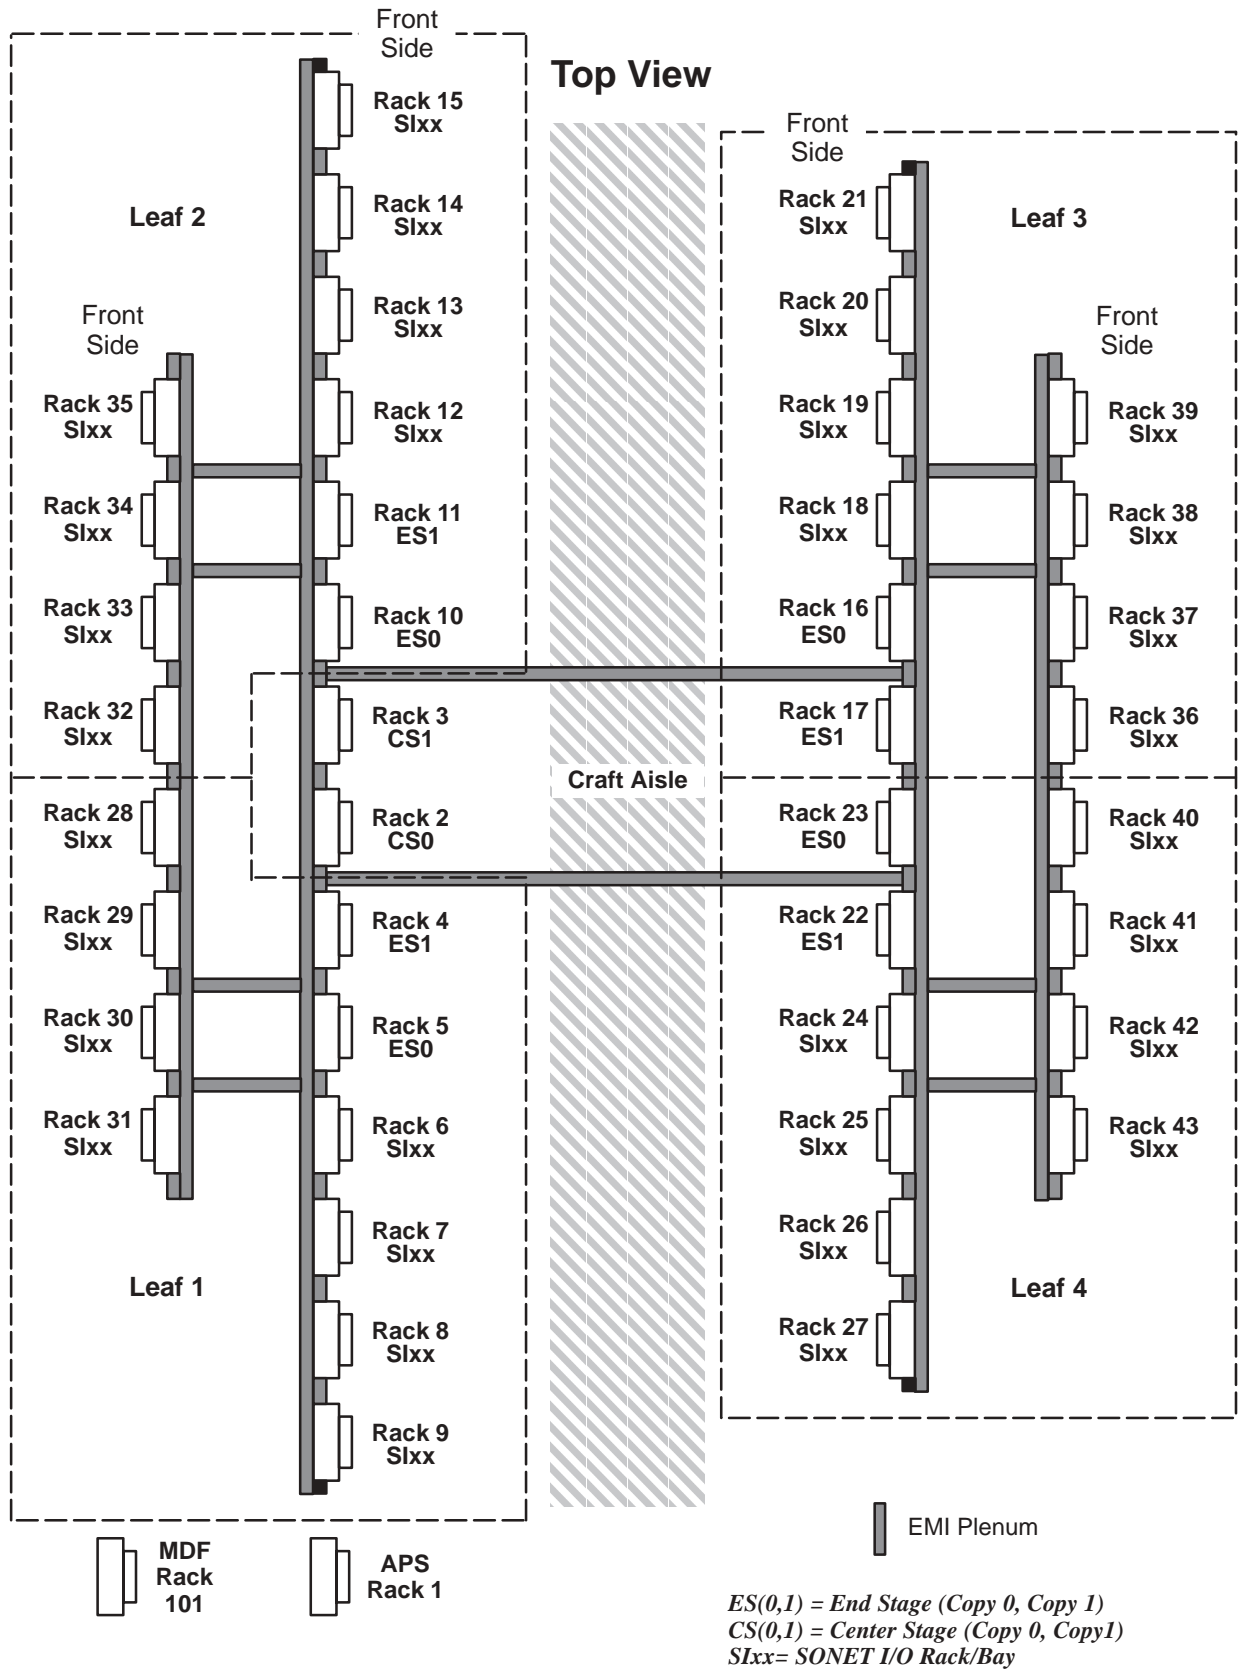 Front
Side
Top View
Rack 15
SIxx
Rack 14
SIxx
Leaf 2
Rack 13
SIxx
Front
Side
Rack 35
SIxx
Rack 12
SIxx
Rack 34
SIxx
Rack 11
ES1
Rack 33
SIxx
Rack 10
ES0
Rack 32
SIxx
Rack 3
CS1
Rack 28
SIxx
Rack 2
CS0
Rack 29
SIxx
Rack 4
ES1
Rack 30
SIxx
Rack 5
ES0
Rack 31
SIxx
Rack 6
SIxx
Rack 7
SIxx
Leaf 1
Rack 8
SIxx
Rack 9
SIxx
Craft Aisle
Front
Side
Rack 21
SIxx
Leaf 3
Rack 20
SIxx
Front
Side
Rack 19
SIxx
Rack 39
SIxx
Rack 18
SIxx
Rack 38
SIxx
Rack 16
ES0
Rack 37
SIxx
Rack 17
ES1
Rack 36
SIxx
Rack 23
ES0
Rack 40
SIxx
Rack 22
ES1
Rack 41
SIxx
Rack 24
SIxx
Rack 42
SIxx
Rack 25
SIxx
Rack 43
SIxx
Rack 26
SIxx
Leaf 4
Rack 27
SIxx
MDF
Rack
101
APS
Rack 1
EMI Plenum
ES(0,1) = End Stage (Copy 0, Copy 1)
CS(0,1) = Center Stage (Copy 0, Copy1)
SIxx= SONET I/O Rack/Bay